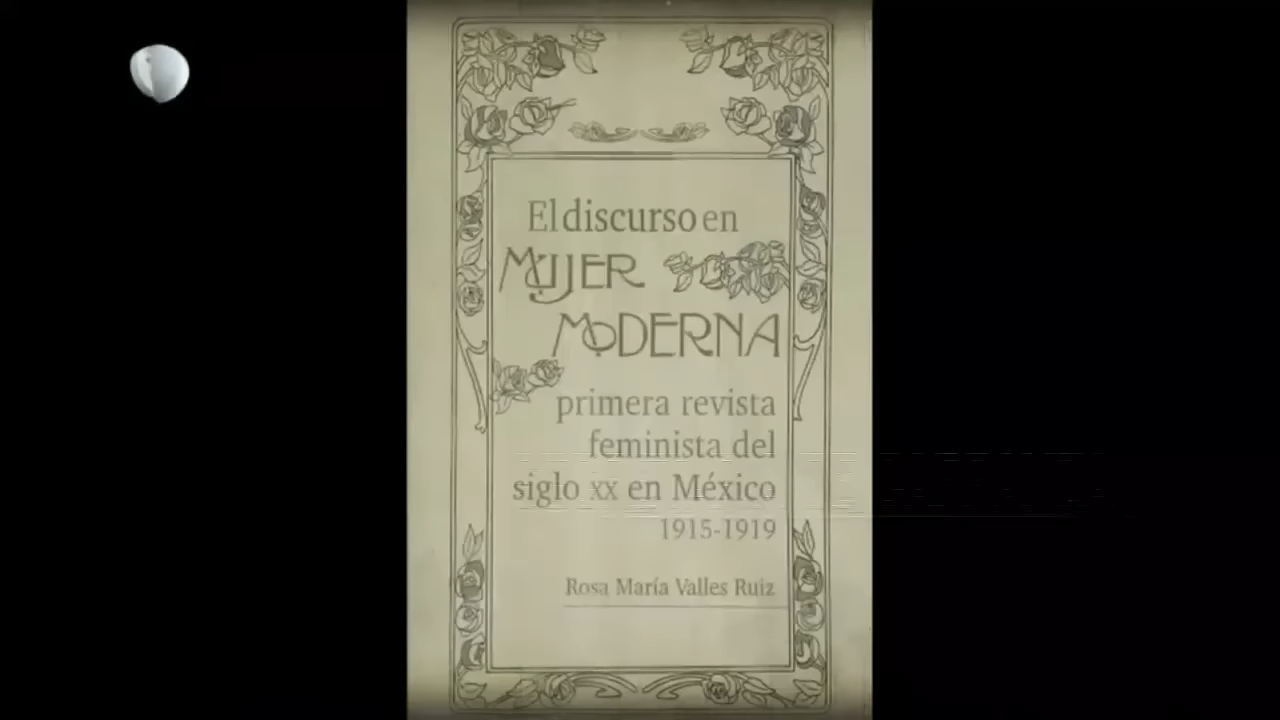 El discurso en
MUJER
MODERNA
primera revista
feminista del
siglo XX en México
1915-1919
Rosa María Valles Ruiz